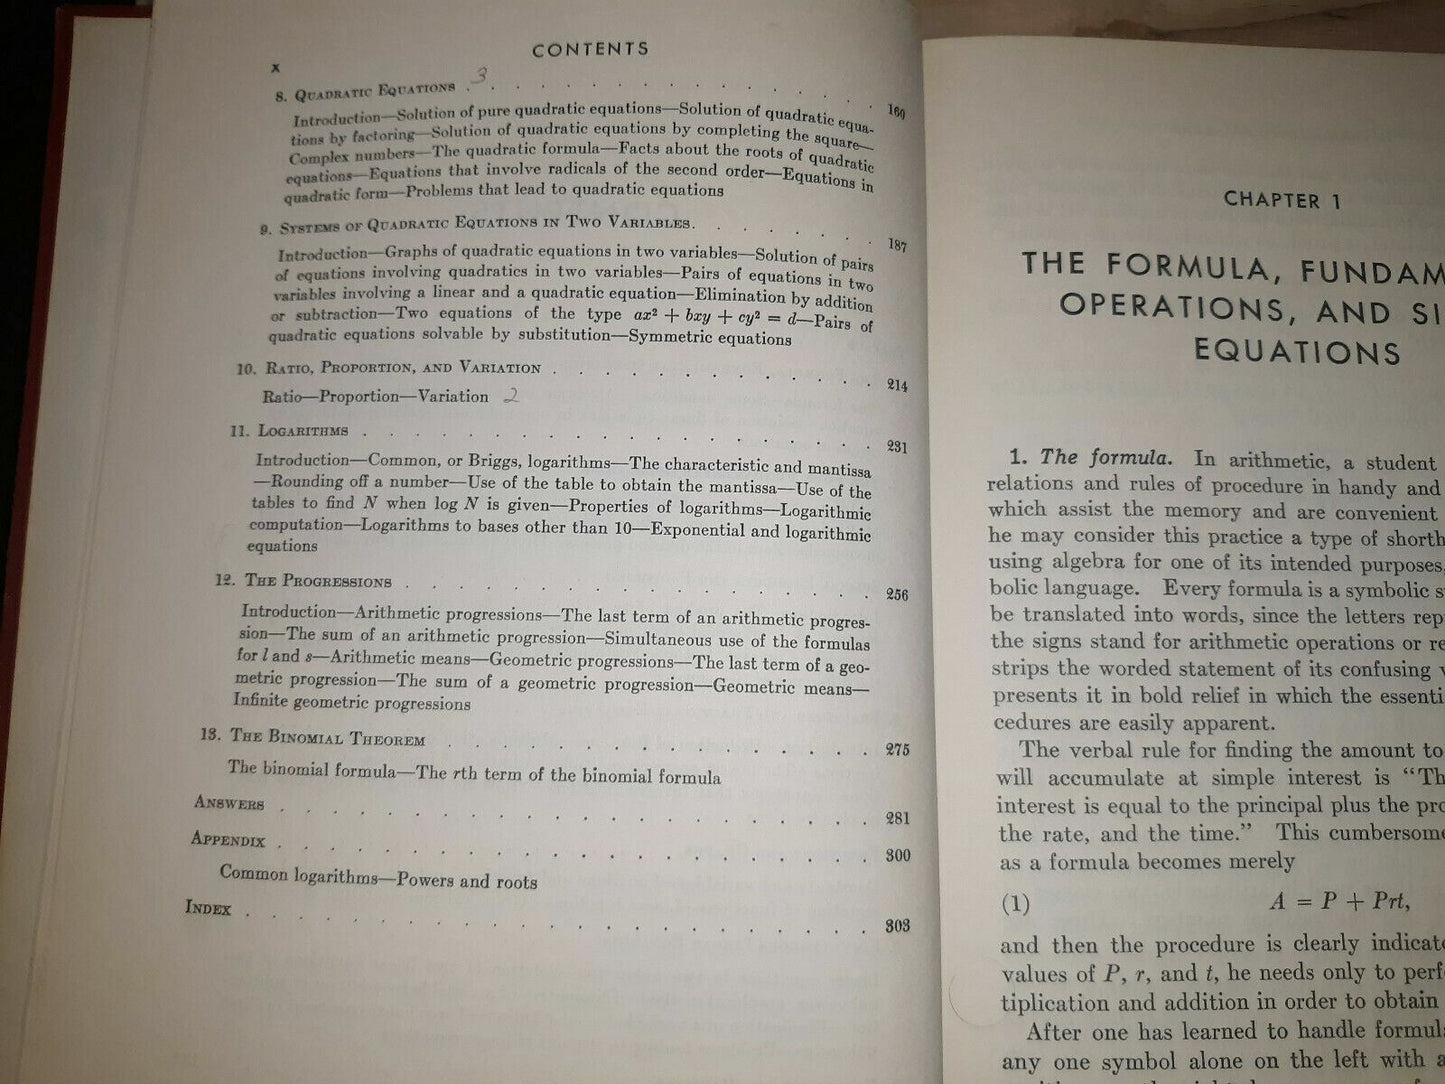 CONTENTS
x
8. QUADRATIC EQUATIONS . . . . . . . . . . . . . . . 160
3
Introduction—Solution of pure quadratic equations—Solution of quadratic equa-
tions by factoring—Solution of quadratic equations by completing the square—
Complex numbers—The quadratic formula—Facts about the roots of quadratic
equations—Equations that involve radicals of the second order—Equations in
quadratic form—Problems that lead to quadratic equations
9. SYSTEMS OF QUADRATIC EQUATIONS IN TWO VARIABLES. . . . . . . 187
Introduction—Graphs of quadratic equations in two variables—Solution of pairs
of equations involving quadratics in two variables—Pairs of equations in two
variables involving a linear and a quadratic equation—Elimination by addition
or subtraction—Two equations of the type ax² + bxy + cy² = d—Pairs of
quadratic equations solvable by substitution—Symmetric equations
10. RATIO, PROPORTION, AND VARIATION . . . . . . . . . . . . . 214
Ratio—Proportion—Variation 2
11. LOGARITHMS . . . . . . . . . . . . . . . . . . 231
Introduction—Common, or Briggs, logarithms—The characteristic and mantissa
—Rounding off a number—Use of the table to obtain the mantissa—Use of the
tables to find N when log N is given—Properties of logarithms—Logarithmic
computation—Logarithms to bases other than 10—Exponential and logarithmic
equations
12. THE PROGRESSIONS . . . . . . . . . . . . . . . . . 256
Introduction—Arithmetic progressions—The last term of an arithmetic progres-
sion—The sum of an arithmetic progression—Simultaneous use of the formulas
for l and s—Arithmetic means—Geometric progressions—The last term of a geo-
metric progression—The sum of a geometric progression—Geometric means—
Infinite geometric progressions
13. THE BINOMIAL THEOREM . . . . . . . . . . . . . . . . 275
The binomial formula—The rth term of the binomial formula
ANSWERS . . . . . . . . . . . . . . . . . . . . . . 281
APPENDIX . . . . . . . . . . . . . . . . . . . . . . 300
Common logarithms—Powers and roots
INDEX . . . . . . . . . . . . . . . . . . . . . . . 303
CHAPTER 1
THE FORMULA, FUNDAM
OPERATIONS, AND SI
EQUATIONS
1. The formula. In arithmetic, a student
relations and rules of procedure in handy and
which assist the memory and are convenient
he may consider this practice a type of shorth
using algebra for one of its intended purposes,
bolic language. Every formula is a symbolic s
be translated into words, since the letters rep
the signs stand for arithmetic operations or re
strips the worded statement of its confusing
presents it in bold relief in which the essenti
cedures are easily apparent.
The verbal rule for finding the amount to
will accumulate at simple interest is “Th
interest is equal to the principal plus the pro
the rate, and the time.” This cumbersome
as a formula becomes merely
(1) A = P + Prt,
and then the procedure is clearly indicate
values of P, r, and t, he needs only to perf
tiplication and addition in order to obtain
After one has learned to handle formul
any one symbol alone on the left with a